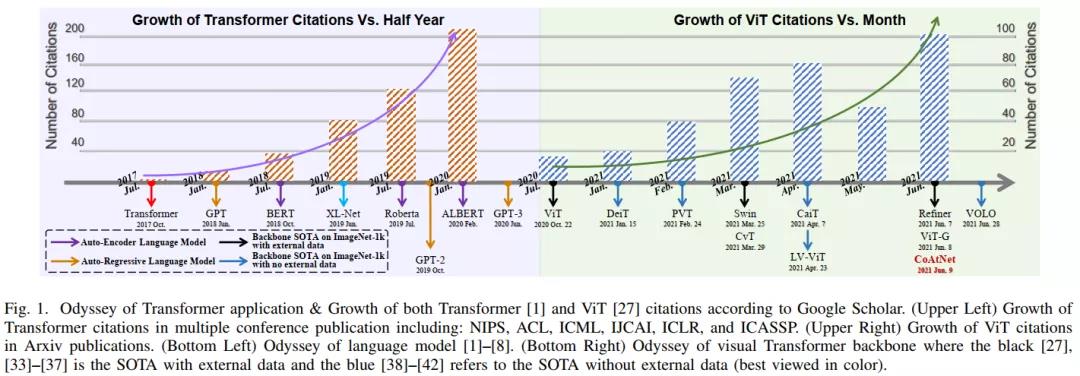 Growth of Transformer Citations Vs. Half Year
Growth of ViT Citations Vs. Month
Number of Citations
200
160
120
80
40
100
80
60
40
20
Number of Citations
2017 Jul.
2018 Jan.
2018 Jul.
2019 Jan.
2019 Jul.
2020 Jan.
2020 Jul.
2021 Jan.
2021 Feb.
2021 Mar.
2021 Apr.
2021 May.
2021 Jun.
Transformer
2017 Oct.
GPT
2018 Jun.
BERT
2018 Oct.
XL-Net
2019 Jun.
Roberta
2019 Jul.
ALBERT
2020 Feb.
GPT-3
2020 Jun.
ViT
2020 Oct. 22
DeiT
2021 Jan. 15
PVT
2021 Feb. 24
Swin
2021 Mar. 25
CvT
2021 Mar. 29
CaiT
2021 Apr. 7
LV-ViT
2021 Apr. 23
Refiner
2021 Jun. 7
ViT-G
2021 Jun. 8
CoAtNet
2021 Jun. 9
VOLO
2021 Jun. 28
GPT-2
2019 Oct.
Auto-Encoder Language Model
Backbone SOTA on ImageNet-1k
with external data
Auto-Regressive Language Model
Backbone SOTA on ImageNet-1k
with no external data
Fig. 1. Odyssey of Transformer application & Growth of both Transformer [1] and ViT [27] citations according to Google Scholar. (Upper Left) Growth of
Transformer citations in multiple conference publication including: NIPS, ACL, ICML, IJCAI, ICLR, and ICASSP. (Upper Right) Growth of ViT citations
in Arxiv publications. (Bottom Left) Odyssey of language model [1]–[8]. (Bottom Right) Odyssey of visual Transformer backbone where the black [27],
[33]–[37] is the SOTA with external data and the blue [38]–[42] refers to the SOTA without external data (best viewed in color).